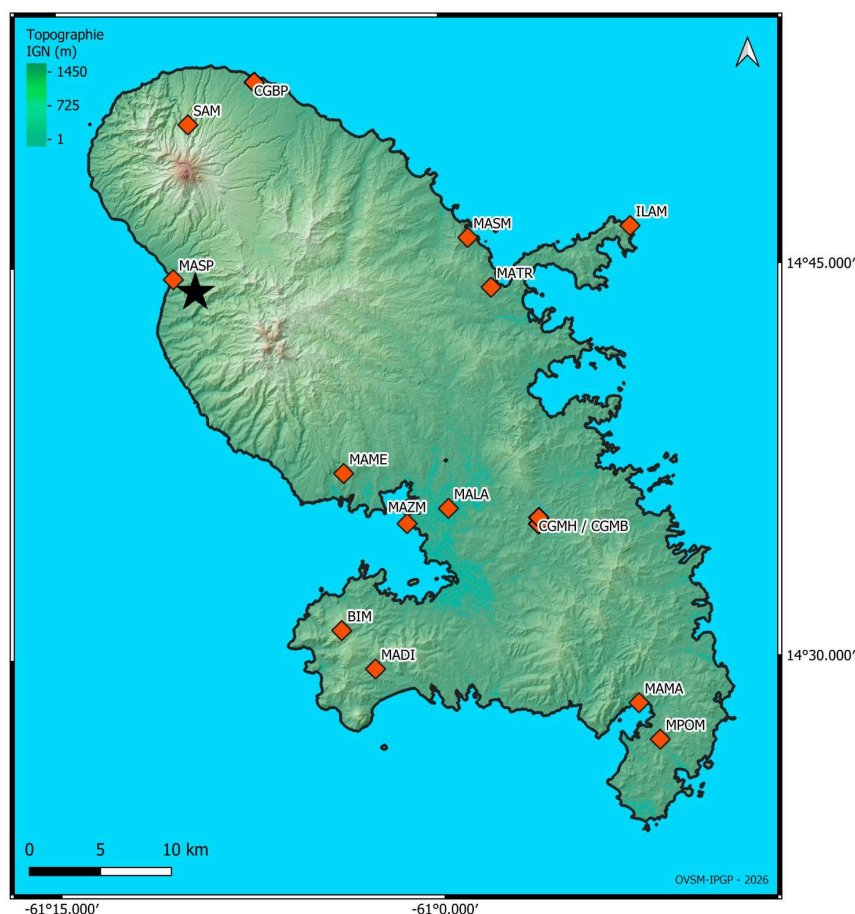 Topographie
IGN (m)
1450
725
1
CGBP
SAM
ILAM
MASM
14°45.000'
MASP
MATR
MAME
MALA
MAZM
CGMH / CGMB
BIM
14°30.000'
MADI
MAMA
MPOM
0 5 10 km
OVSM-IPGP - 2026
-61°15.000' -61°0.000'